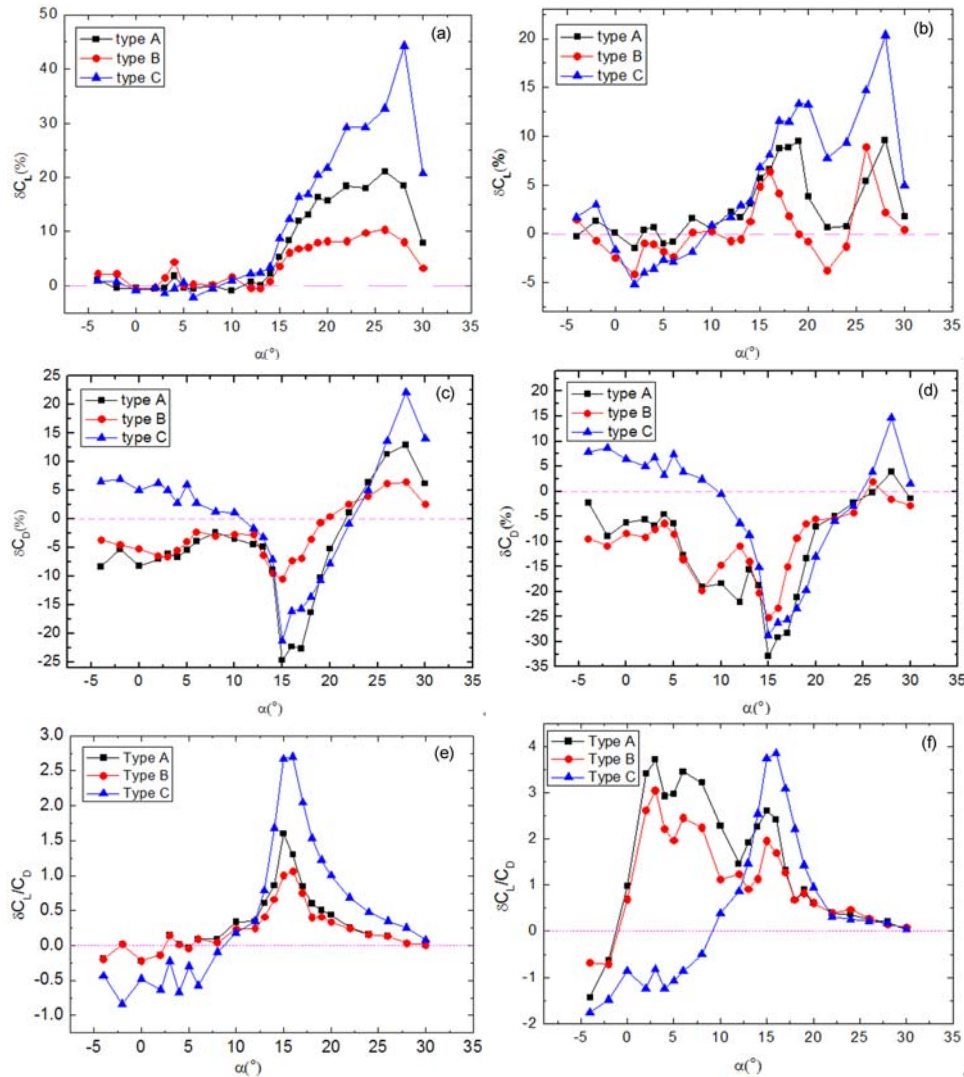 (a)
type A
type B
type C
50
40
30
20
10
0
δC_L(%)
-5 0 5 10 15 20 25 30 35
α(°)
(b)
type A
type B
type C
20
15
10
5
0
-5
δC_L(%)
-5 0 5 10 15 20 25 30 35
α(°)
(c)
type A
type B
type C
25
20
15
10
5
0
-5
-10
-15
-20
-25
δC_D(%)
-5 0 5 10 15 20 25 30 35
α(°)
(d)
type A
type B
type C
20
15
10
5
0
-5
-10
-15
-20
-25
-30
-35
δC_D(%)
-5 0 5 10 15 20 25 30 35
α(°)
(e)
Type A
Type B
Type C
3.0
2.5
2.0
1.5
1.0
0.5
0.0
-0.5
-1.0
δC_L/C_D
-5 0 5 10 15 20 25 30 35
α(°)
(f)
Type A
Type B
Type C
4
3
2
1
0
-1
-2
δC_L/C_D
-5 0 5 10 15 20 25 30 35
α(°)